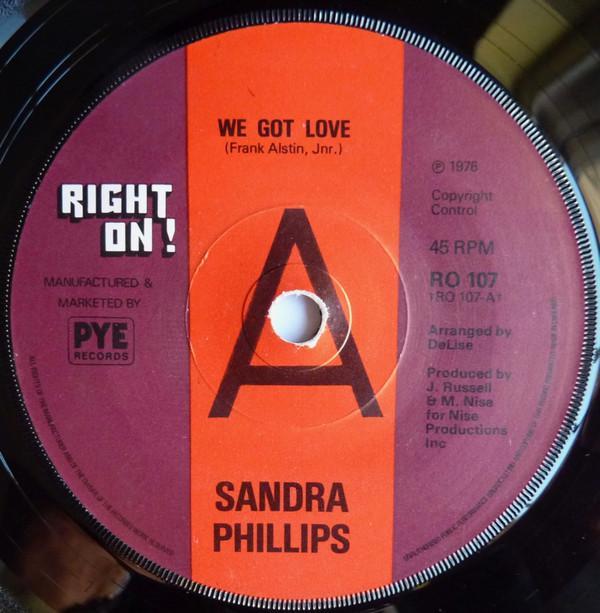 WE GOT LOVE
(Frank Alstin, Jnr.)
RIGHT
ON!
MANUFACTURED &
MARKETED BY
PYE
RECORDS
A
℗ 1976
Copyright
Control
45 RPM
RO 107
(RO 107-A)
Arranged by
DeLise
Produced by
J. Russell
& M. Nise
for Nise
Productions
Inc
SANDRA
PHILLIPS